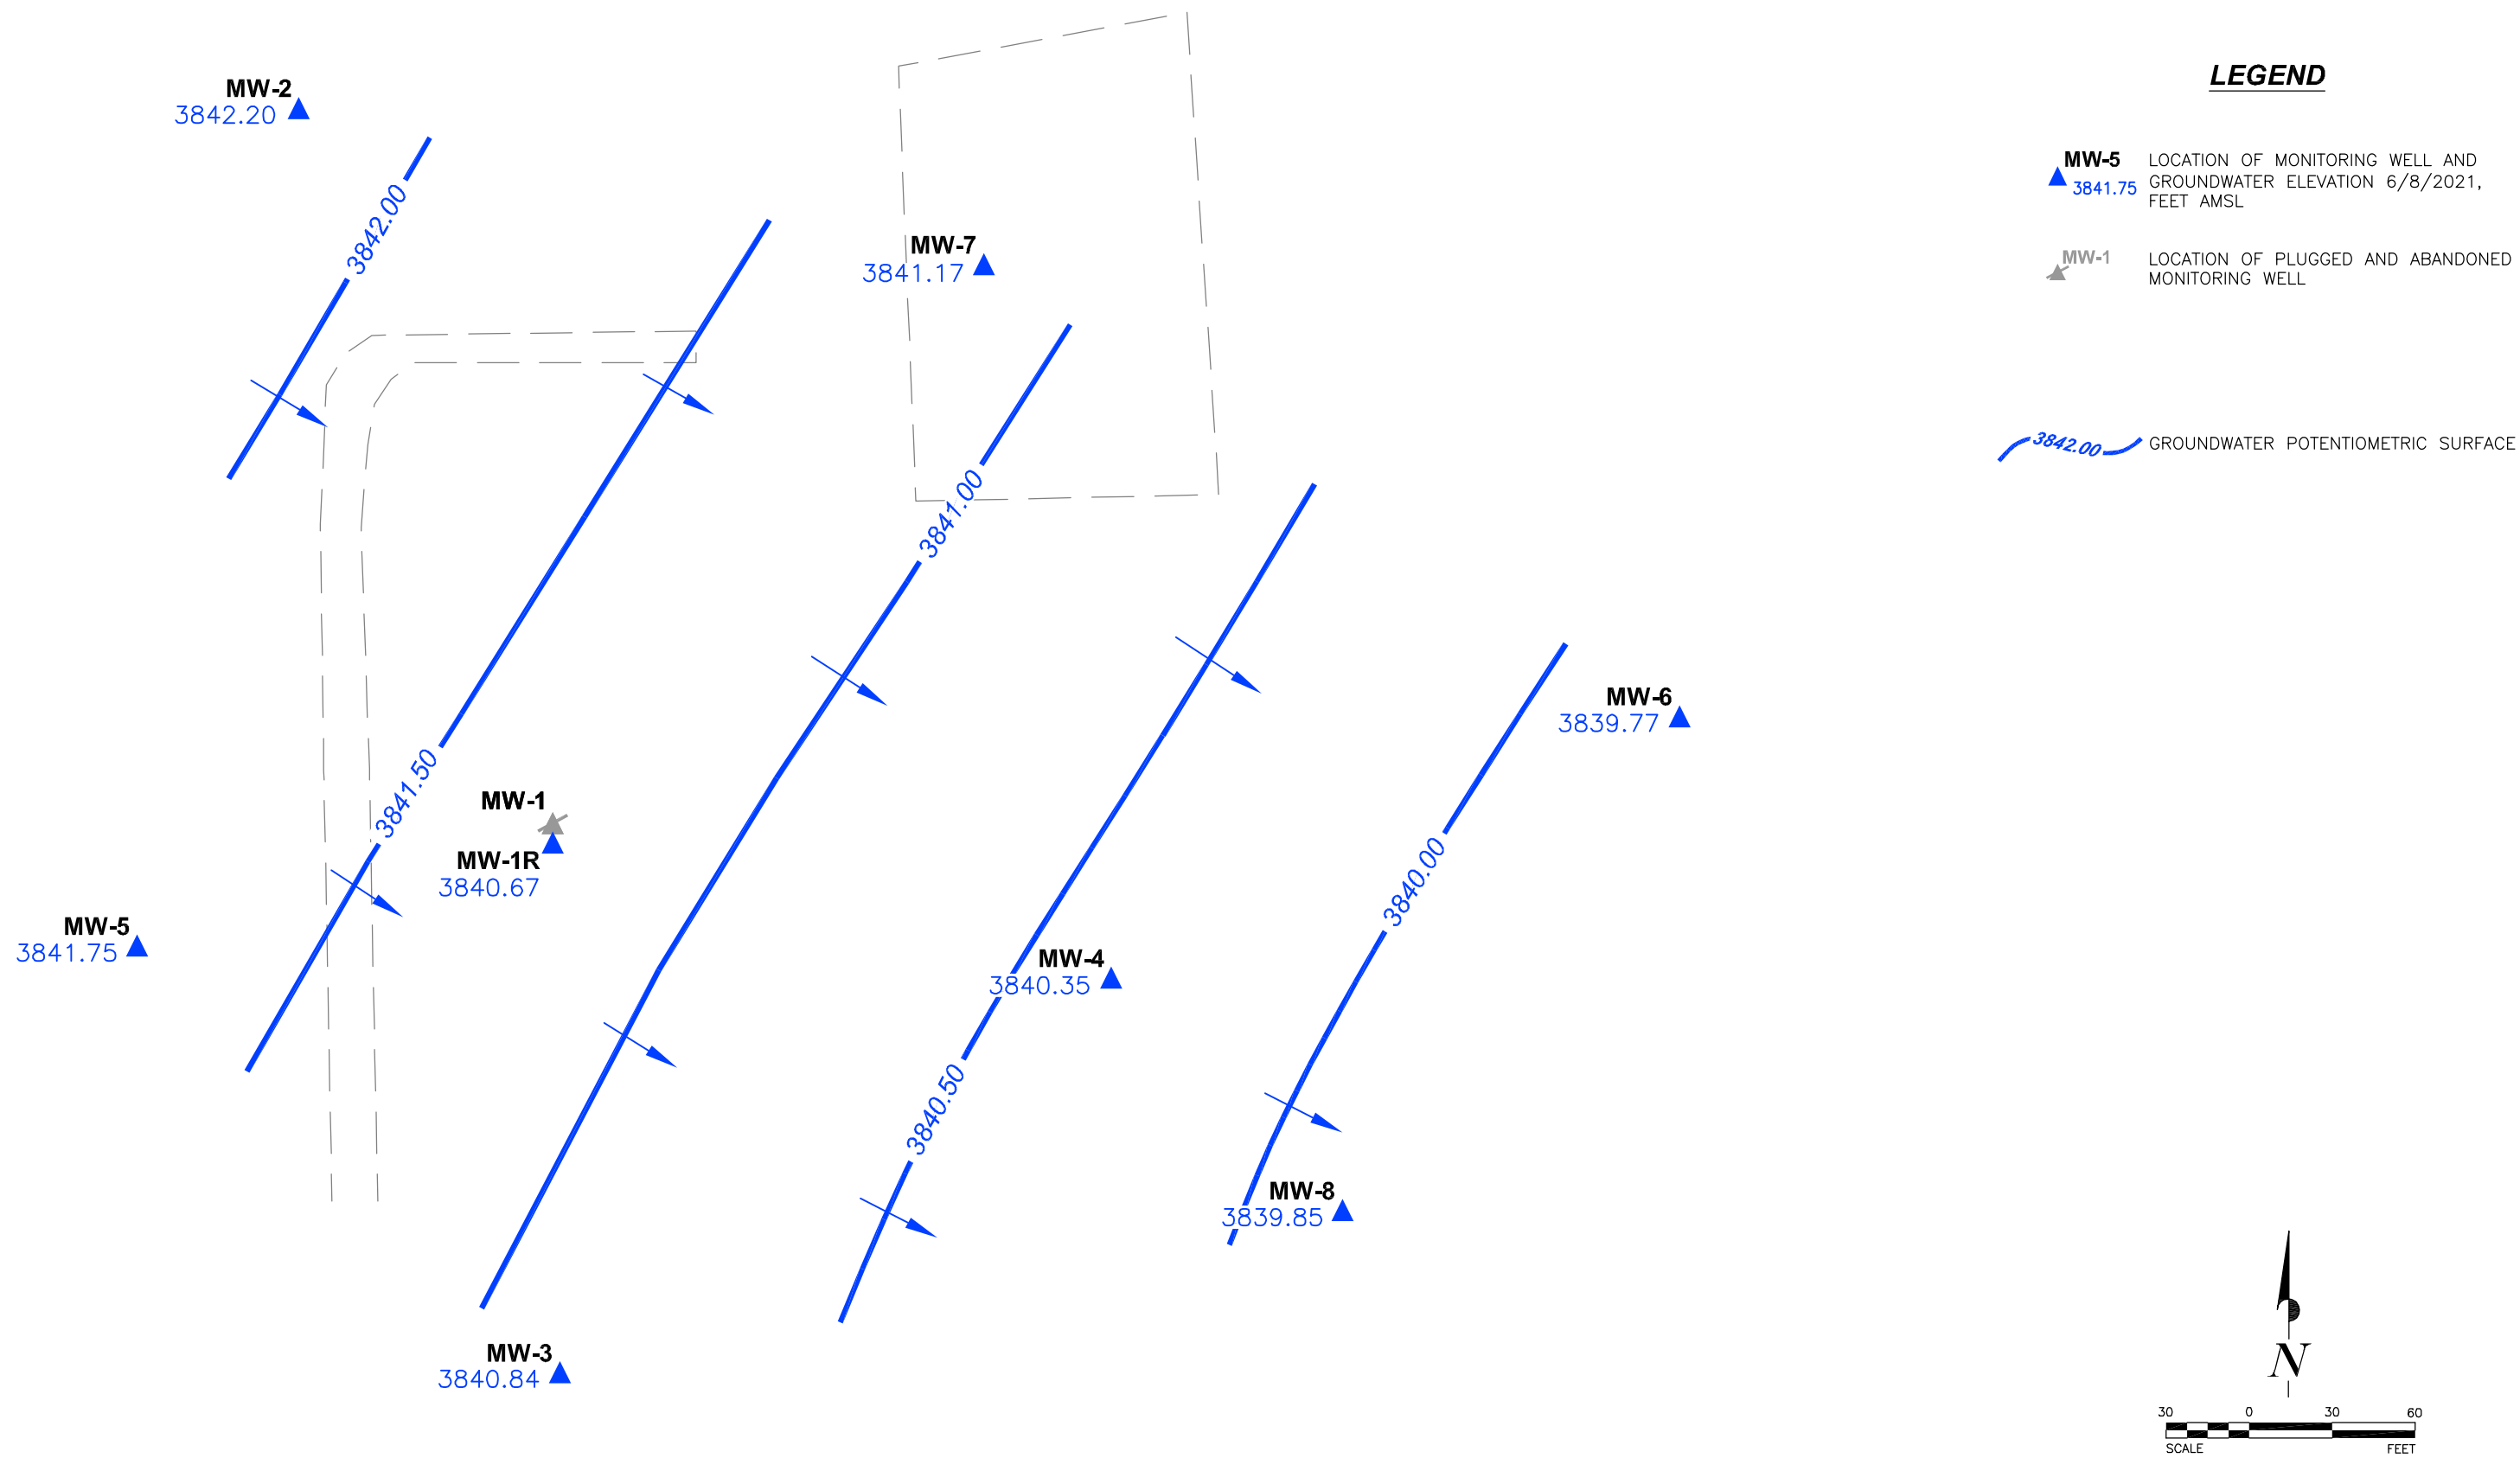 LEGEND
MW-2
3842.20
3842.00
MW-7
3841.17
MW-5
3841.75
LOCATION OF MONITORING WELL AND
GROUNDWATER ELEVATION 6/8/2021,
FEET AMSL
MW-1
LOCATION OF PLUGGED AND ABANDONED
MONITORING WELL
3842.00
GROUNDWATER POTENTIOMETRIC SURFACE
3841.00
MW-6
3839.77
3841.50
MW-1
MW-1R
3840.67
3840.00
MW-5
3841.75
MW-4
3840.35
3840.50
MW-8
3839.85
MW-3
3840.84
N
30 0 30 60
SCALE FEET